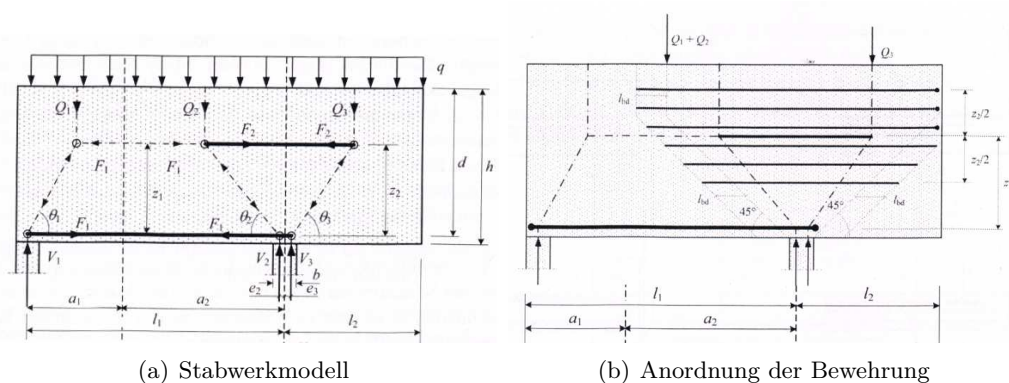 q
Q1
Q2
Q3
F2
F2
F1
F1
z1
z2
d
h
θ1
F1
F1
θ2
θ3
V1
V2
V3
b
e2
e3
a1
a2
l1
l2
(a) Stabwerkmodell
Q1 + Q2
Q3
lbd
z2/2
z2/2
z
lbd
45°
45°
l1
l2
a1
a2
(b) Anordnung der Bewehrung